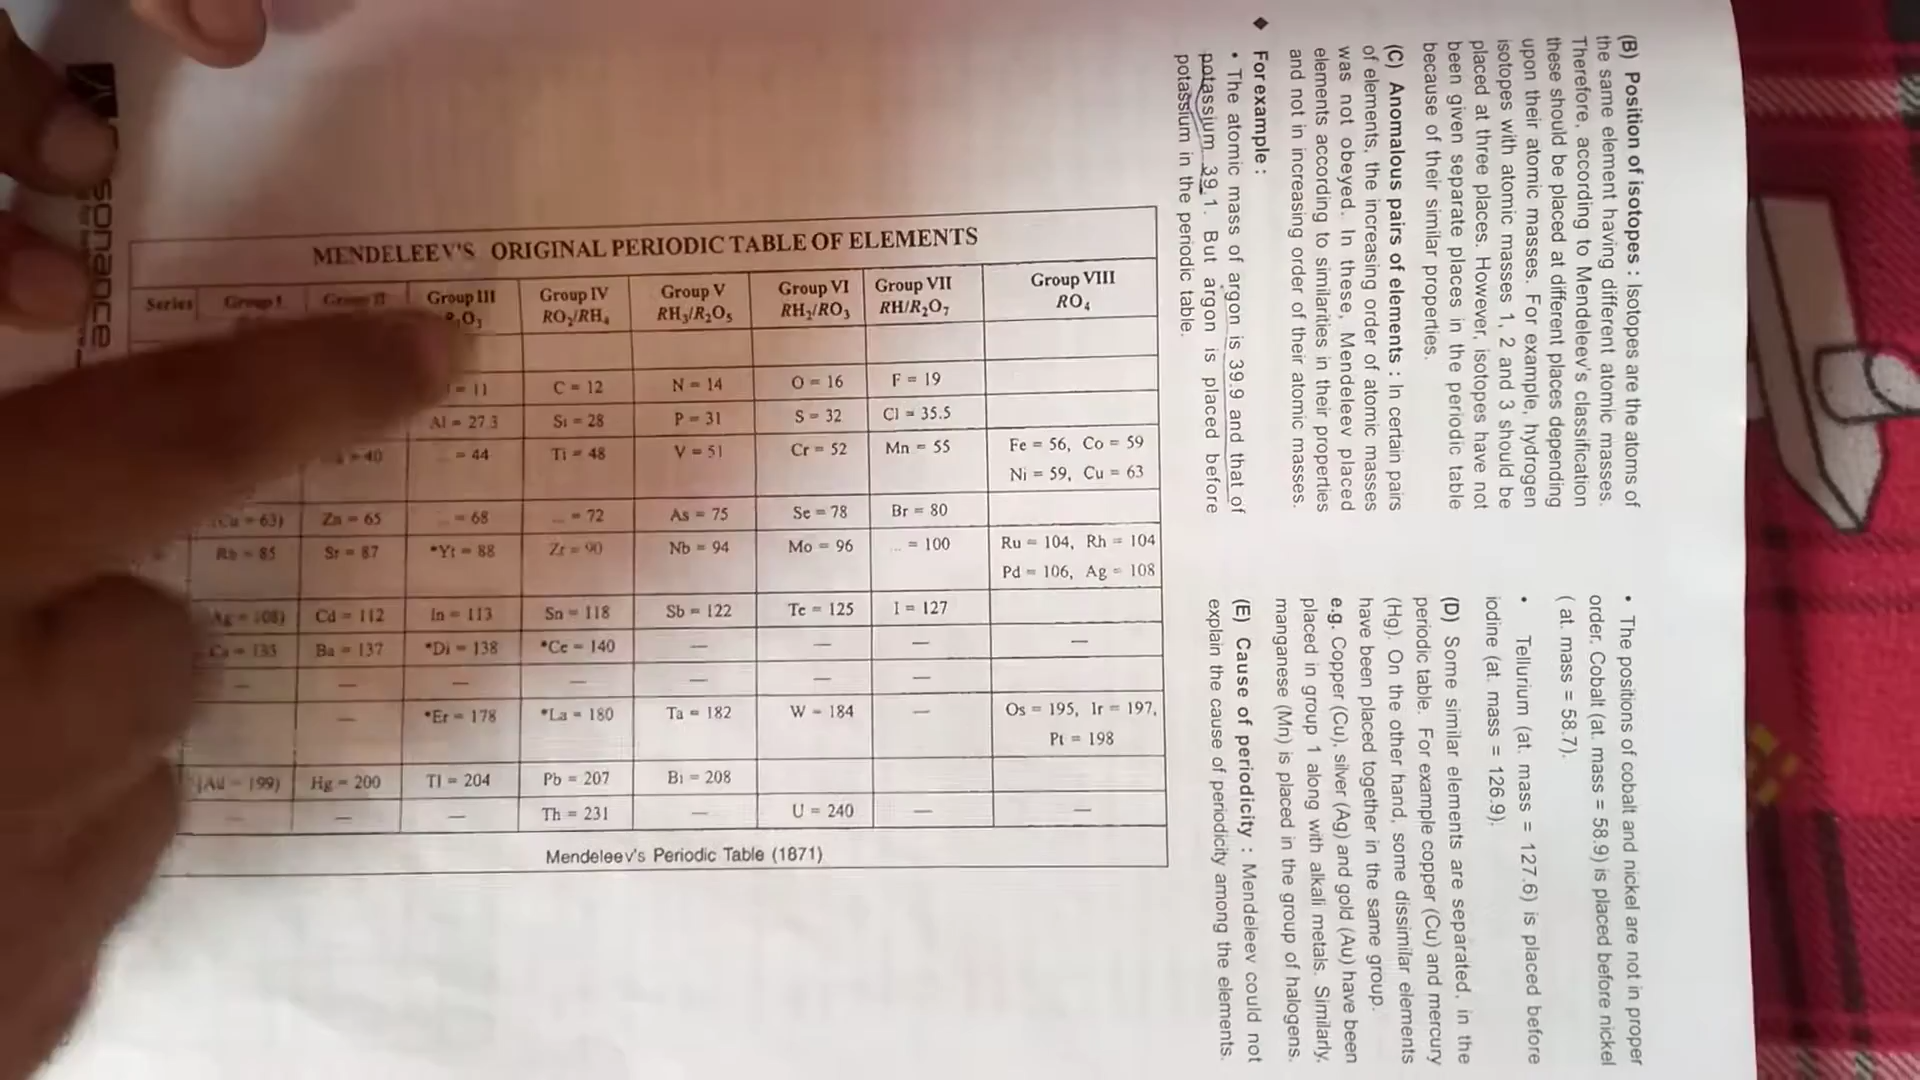 (B) Position of isotopes : Isotopes are the atoms of
the same element having different atomic masses.
Therefore, according to Mendeleev's classification
these should be placed at different places depending
upon their atomic masses. For example, hydrogen
isotopes with atomic masses 1, 2 and 3 should be
placed at three places. However, isotopes have not
been given separate places in the periodic table
because of their similar properties.
(C) Anomalous pairs of elements : In certain pairs
of elements, the increasing order of atomic masses
was not obeyed. In these, Mendeleev placed
elements according to similarities in their properties
and not in increasing order of their atomic masses.
◆ For example :
• The atomic mass of argon is 39.9 and that of
potassium 39.1. But argon is placed before
potassium in the periodic table.
• The positions of cobalt and nickel are not in proper
order. Cobalt (at. mass = 58.9) is placed before nickel
( at. mass = 58.7).
• Tellurium (at. mass = 127.6) is placed before
iodine (at. mass = 126.9).
(D) Some similar elements are separated, in the
periodic table. For example copper (Cu) and mercury
(Hg). On the other hand, some dissimilar elements
have been placed together in the same group.
e.g. Copper (Cu), silver (Ag) and gold (Au) have been
placed in group 1 along with alkali metals. Similarly,
manganese (Mn) is placed in the group of halogens.
(E) Cause of periodicity : Mendeleev could not
explain the cause of periodicity among the elements.
MENDELEEV'S ORIGINAL PERIODIC TABLE OF ELEMENTS
Series Group I Group II Group III Group IV Group V Group VI Group VII Group VIII
RO₂/RH₄ RH₃/R₂O₅ RH₂/RO₃ RH/R₂O₇ RO₄
= 11 C = 12 N = 14 O = 16 F = 19
Al = 27.3 Si = 28 P = 31 S = 32 Cl = 35.5
= 40 ... = 44 Ti = 48 V = 51 Cr = 52 Mn = 55 Fe = 56, Co = 59
Ni = 59, Cu = 63
(Cu = 63) Zn = 65 ... = 68 ... = 72 As = 75 Se = 78 Br = 80
Rb = 85 Sr = 87 *Yt = 88 Zr = 90 Nb = 94 Mo = 96 ... = 100 Ru = 104, Rh = 104
Pd = 106, Ag = 108
Ag = 108) Cd = 112 In = 113 Sn = 118 Sb = 122 Te = 125 I = 127
Ba = 137 *Di = 138 *Ce = 140 — — — —
— — — — — — —
— *Er = 178 *La = 180 Ta = 182 W = 184 — Os = 195, Ir = 197,
Pt = 198
(Au = 199) Hg = 200 Tl = 204 Pb = 207 Bi = 208
— — — Th = 231 — U = 240 — —
Mendeleev's Periodic Table (1871)
sonance